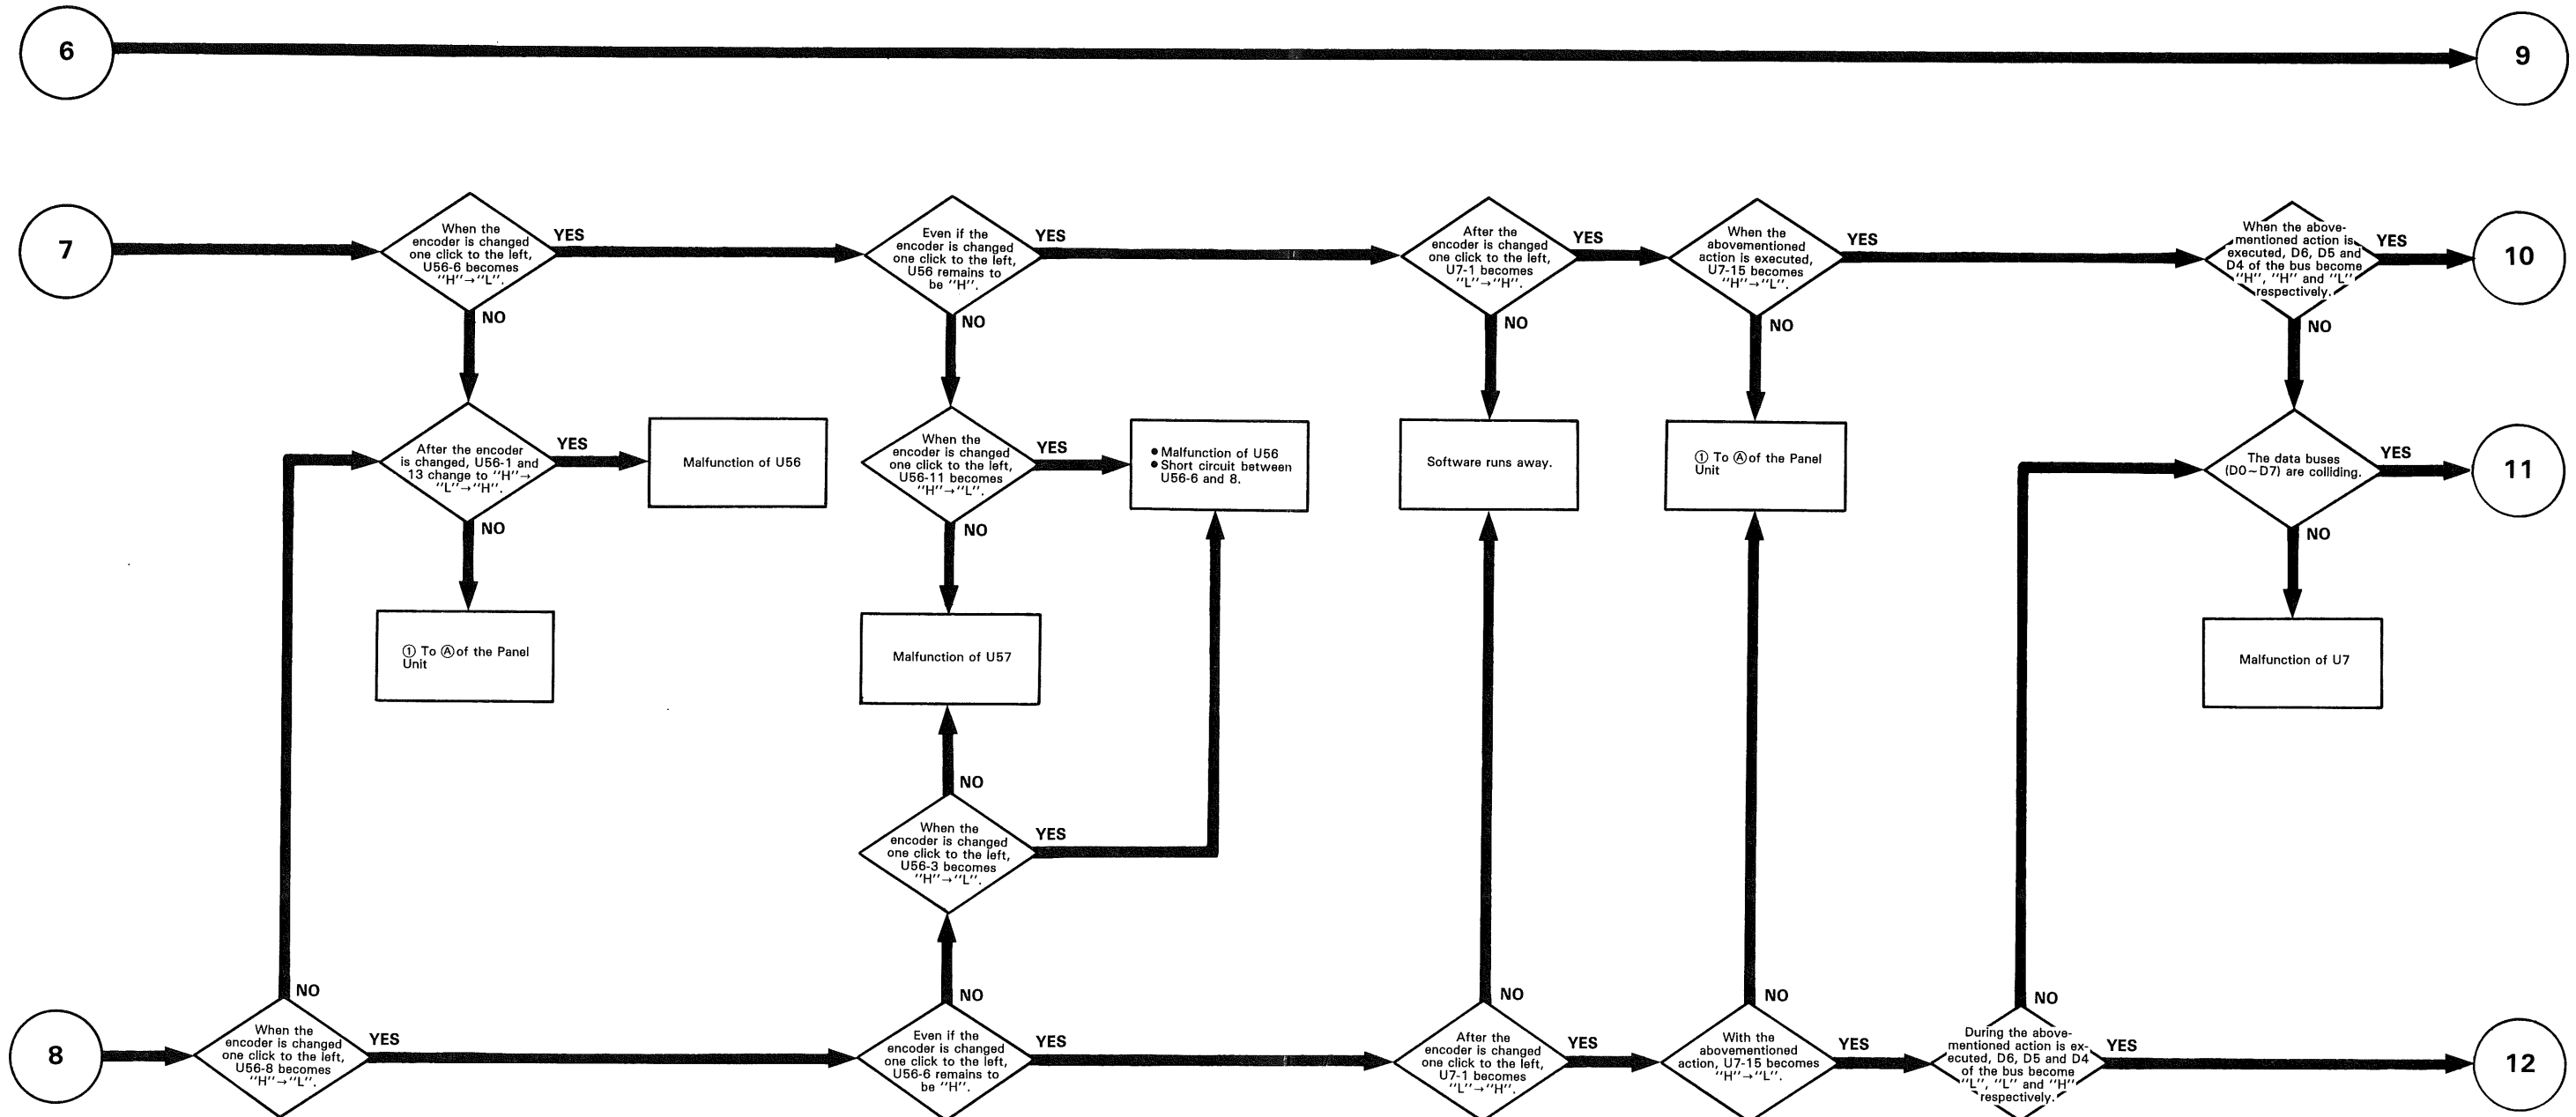 6
9
7
When the
encoder is changed
one click to the left,
U56-6 becomes
"H"→"L".
YES
NO
Even if the
encoder is changed
one click to the left,
U56 remains to
be "H".
YES
NO
After the
encoder is changed
one click to the left,
U7-1 becomes
"L"→"H".
YES
NO
When the
abovementioned
action is executed,
U7-15 becomes
"H"→"L".
YES
NO
When the above-
mentioned action is
executed, D6, D5 and
D4 of the bus become
"H", "H" and "L"
respectively.
YES
NO
10
After the encoder
is changed, U56-1 and
13 change to "H"→
"L"→"H".
YES
NO
Malfunction of U56
When the
encoder is changed
one click to the left,
U56-11 becomes
"H"→"L".
YES
NO
● Malfunction of U56
● Short circuit between
U56-6 and 8.
Software runs away.
① To Ⓐ of the Panel
Unit
The data buses
(D0~D7) are colliding.
YES
NO
11
① To Ⓐ of the Panel
Unit
Malfunction of U57
Malfunction of U7
NO
When the
encoder is changed
one click to the left,
U56-3 becomes
"H"→"L".
YES
8
NO
When the
encoder is changed
one click to the left,
U56-8 becomes
"H"→"L".
YES
NO
Even if the
encoder is changed
one click to the left,
U56-6 remains to
be "H".
YES
NO
After the
encoder is changed
one click to the left,
U7-1 becomes
"L"→"H".
YES
NO
With the
abovementioned
action, U7-15 becomes
"H"→"L".
YES
NO
During the above-
mentioned action is ex-
ecuted, D6, D5 and D4
of the bus become
"L", "L" and "H"
respectively.
YES
12